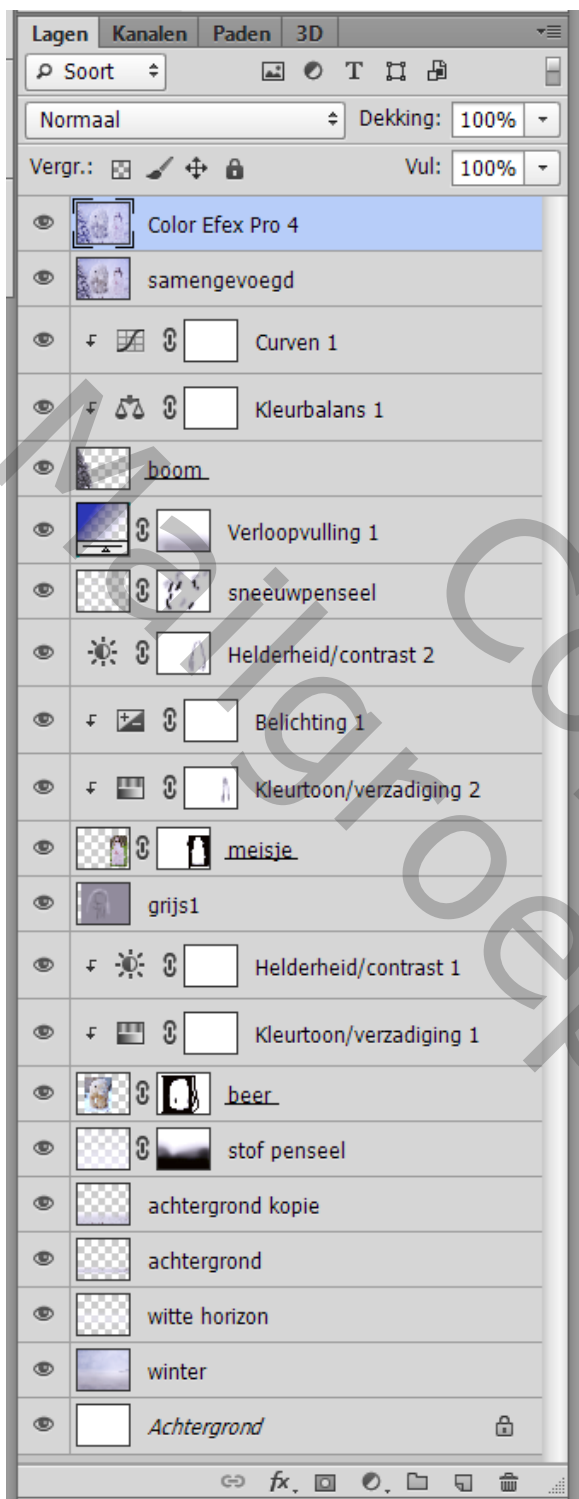 Lagen Kanalen Paden 3D
Soort
Normaal Dekking: 100%
Vergr.: Vul: 100%
Color Efex Pro 4
samengevoegd
Curven 1
Kleurbalans 1
boom
Verloopvulling 1
sneeuwpenseel
Helderheid/contrast 2
Belichting 1
Kleurtoon/verzadiging 2
meisje
grijs1
Helderheid/contrast 1
Kleurtoon/verzadiging 1
beer
stof penseel
achtergrond kopie
achtergrond
witte horizon
winter
Achtergrond
fx